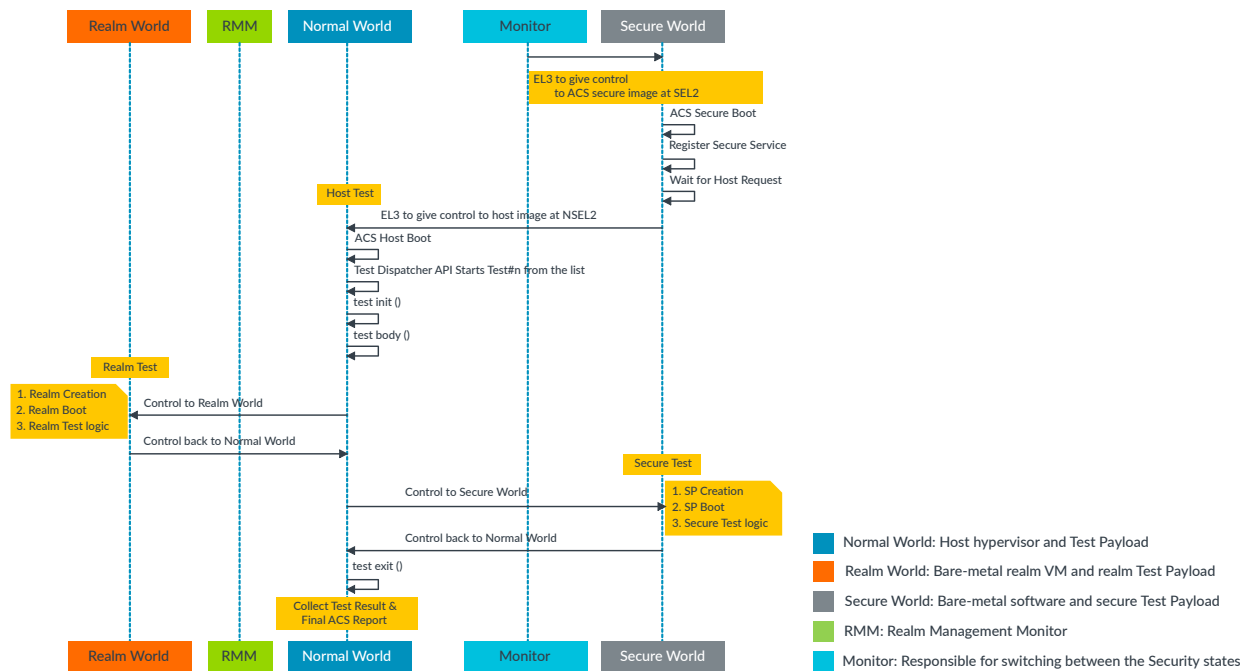 Realm World
RMM
Normal World
Monitor
Secure World
EL3 to give control
to ACS secure image at SEL2
ACS Secure Boot
Register Secure Service
Wait for Host Request
Host Test
EL3 to give control to host image at NSEL2
ACS Host Boot
Test Dispatcher API Starts Test#n from the list
test init ()
test body ()
Realm Test
1. Realm Creation
2. Realm Boot
3. Realm Test logic
Control to Realm World
Control back to Normal World
Secure Test
Control to Secure World
1. SP Creation
2. SP Boot
3. Secure Test logic
Control back to Normal World
test exit ()
Collect Test Result &
Final ACS Report
Realm World
RMM
Normal World
Monitor
Secure World
Normal World: Host hypervisor and Test Payload
Realm World: Bare-metal realm VM and realm Test Payload
Secure World: Bare-metal software and secure Test Payload
RMM: Realm Management Monitor
Monitor: Responsible for switching between the Security states